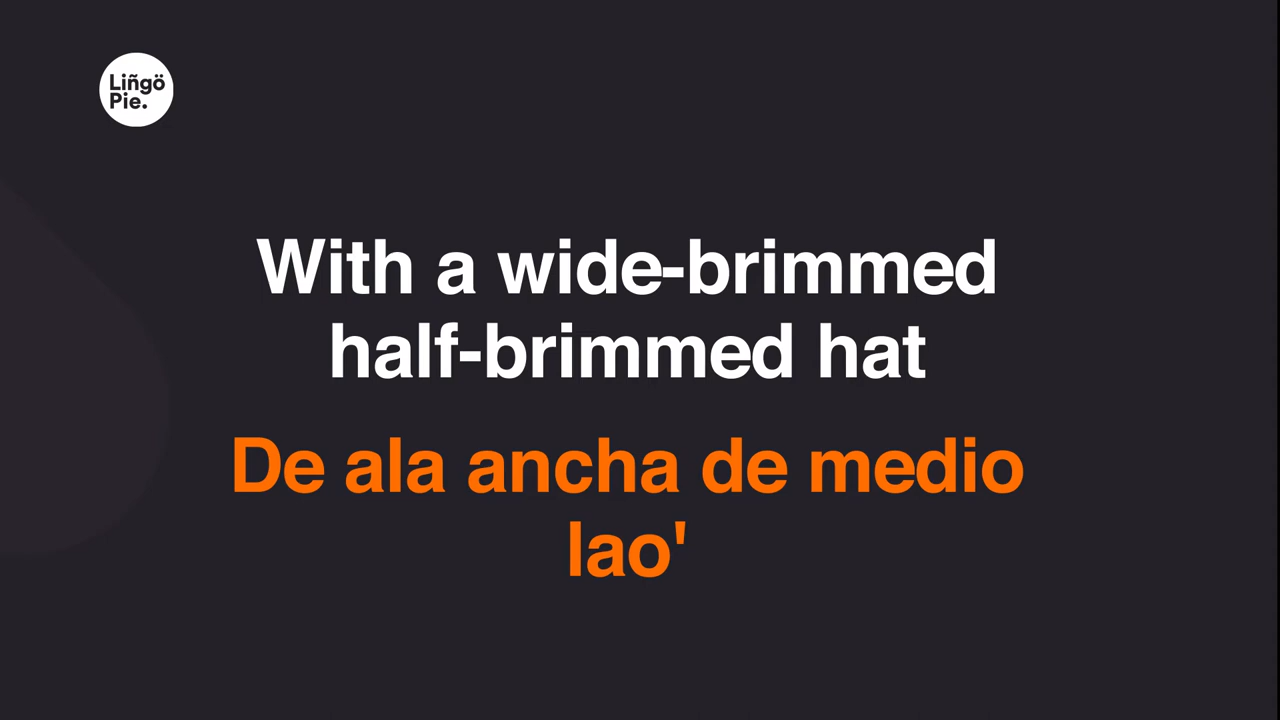 Liñgö
Pie.
With a wide-brimmed
half-brimmed hat
De ala ancha de medio
lao'